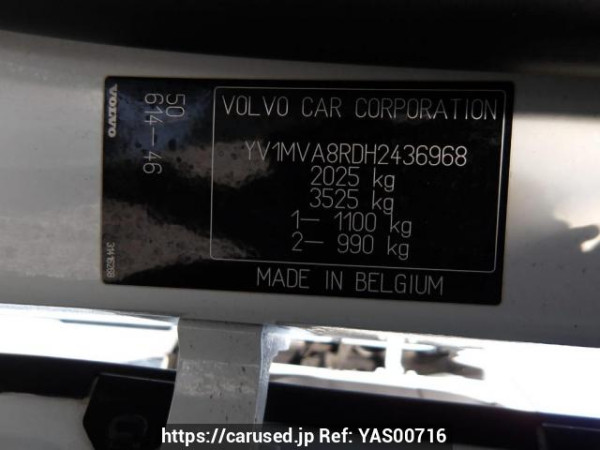 VOLVO
50
614-46
VOLVO CAR CORPORATION
YV1MVA8RDH2436968
2025 kg
3525 kg
1- 1100 kg
2- 990 kg
MADE IN BELGIUM
https://carused.jp Ref: YAS00716